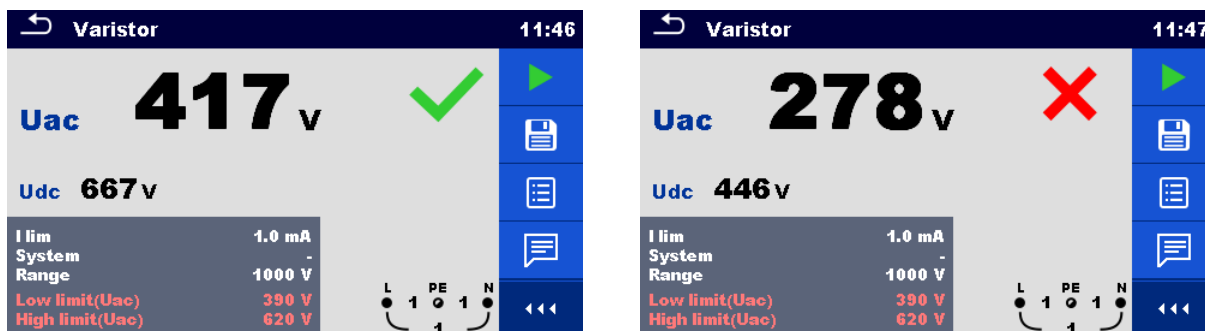 Varistor 11:46
Uac 417 V
Udc 667 V
I lim 1.0 mA
System -
Range 1000 V
Low limit(Uac) 390 V
High limit(Uac) 620 V
L PE N
1 1
1
Varistor 11:47
Uac 278 V
Udc 446 V
I lim 1.0 mA
System -
Range 1000 V
Low limit(Uac) 390 V
High limit(Uac) 620 V
L PE N
1 1
1